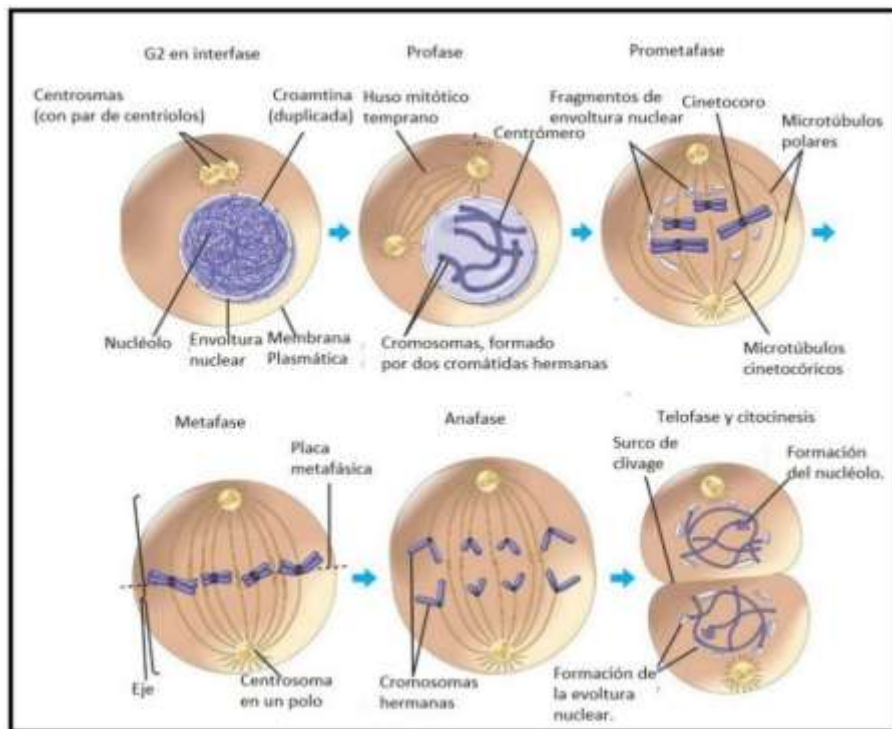 G2 en interfase
Centrosmas
(con par de centriolos)
Croamtina
(duplicada)
Nucléolo
Envoltura
nuclear
Membrana
Plasmática
Profase
Huso mitótico
temprano
Centrómero
Cromosomas, formado
por dos cromátidas hermanas
Prometafase
Fragmentos de
envoltura nuclear
Cinetocoro
Microtúbulos
polares
Microtúbulos
cinetocóricos
Metafase
Placa
metafásica
Eje
Centrosoma
en un polo
Anafase
Cromosomas
hermanas
Telofase y citocinesis
Surco de
clivage
Formación
del nucléolo.
Formación de
la evoltura
nuclear.